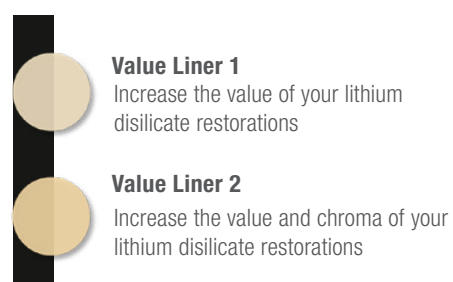 Value Liner 1
Increase the value of your lithium
disilicate restorations
Value Liner 2
Increase the value and chroma of your
lithium disilicate restorations